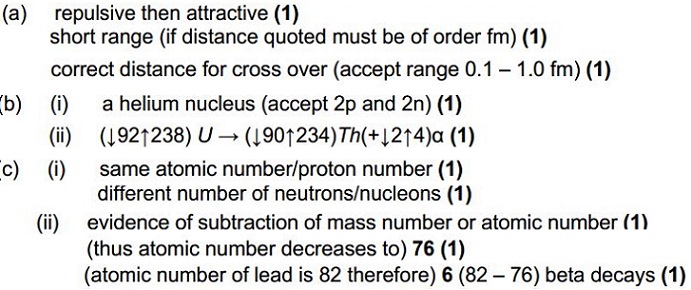 (a) repulsive then attractive (1)
short range (if distance quoted must be of order fm) (1)
correct distance for cross over (accept range 0.1 – 1.0 fm) (1)
(b) (i) a helium nucleus (accept 2p and 2n) (1)
(ii) (↓92↑238) U → (↓90↑234)Th(+↓2↑4)α (1)
(c) (i) same atomic number/proton number (1)
different number of neutrons/nucleons (1)
(ii) evidence of subtraction of mass number or atomic number (1)
(thus atomic number decreases to) 76 (1)
(atomic number of lead is 82 therefore) 6 (82 – 76) beta decays (1)